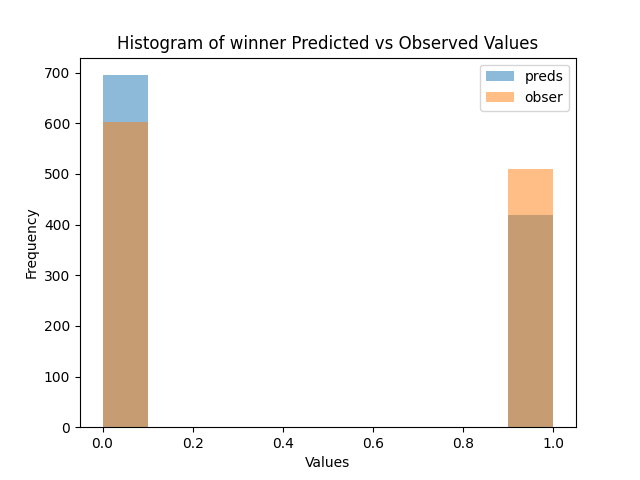 Histogram of winner Predicted vs Observed Values
preds
obser
700
600
500
400
300
200
100
0
Frequency
0.0 0.2 0.4 0.6 0.8 1.0
Values